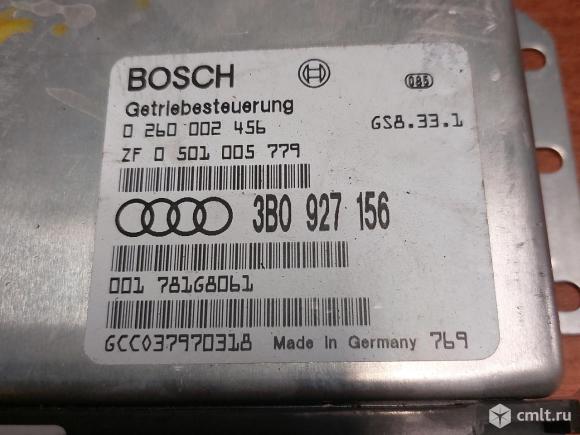 BOSCH
085
Getriebesteuerung
0 260 002 456 GS8.33.1
ZF 0 501 005 779
3B0 927 156
001 781G8061
GCC037970318 Made in Germany 769
cmlt.ru